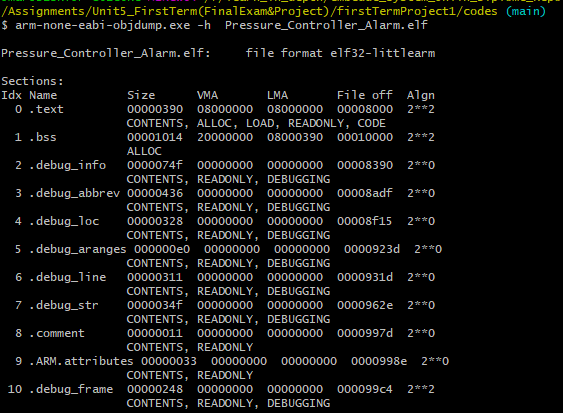 /Assignments/Unit5_FirstTerm(FinalExam&Project)/firstTermProject1/codes (main)
$ arm-none-eabi-objdump.exe -h  Pressure_Controller_Alarm.elf

Pressure_Controller_Alarm.elf:     file format elf32-littlearm

Sections:
Idx Name          Size      VMA       LMA       File off  Algn
  0 .text         00000390  08000000  08000000  00008000  2**2
                  CONTENTS, ALLOC, LOAD, READONLY, CODE
  1 .bss          00001014  20000000  08000390  00010000  2**2
                  ALLOC
  2 .debug_info   0000074f  00000000  00000000  00008390  2**0
                  CONTENTS, READONLY, DEBUGGING
  3 .debug_abbrev 00000436  00000000  00000000  00008adf  2**0
                  CONTENTS, READONLY, DEBUGGING
  4 .debug_loc    00000328  00000000  00000000  00008f15  2**0
                  CONTENTS, READONLY, DEBUGGING
  5 .debug_aranges 000000e0  00000000  00000000  0000923d  2**0
                  CONTENTS, READONLY, DEBUGGING
  6 .debug_line   00000311  00000000  00000000  0000931d  2**0
                  CONTENTS, READONLY, DEBUGGING
  7 .debug_str    0000034f  00000000  00000000  0000962e  2**0
                  CONTENTS, READONLY, DEBUGGING
  8 .comment      00000011  00000000  00000000  0000997d  2**0
                  CONTENTS, READONLY
  9 .ARM.attributes 00000033  00000000  00000000  0000998e  2**0
                  CONTENTS, READONLY
 10 .debug_frame  00000248  00000000  00000000  000099c4  2**2
                  CONTENTS, READONLY, DEBUGGING